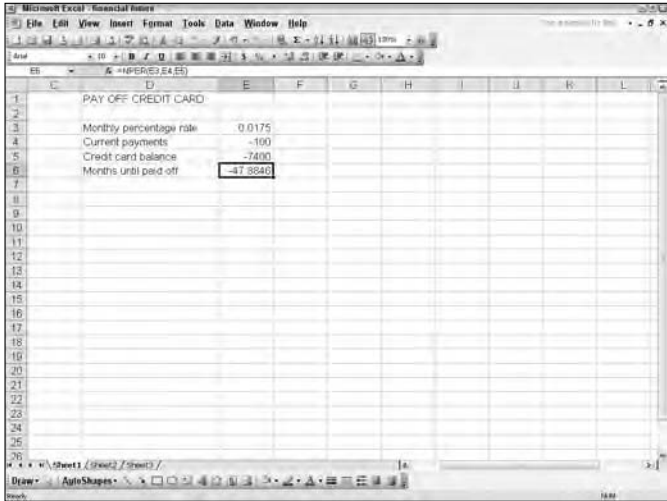 Microsoft Excel - financial
File Edit View Insert Format Tools Data Window Help
Arial 10 B I U
E6 =NPER(E3,E4,E5)
C D E F G H I J K L
1 PAY OFF CREDIT CARD
2
3 Monthly percentage rate 0.0175
4 Current payments -100
5 Credit card balance -7400
6 Months until paid off -47.8846
7
8
9
10
11
12
13
14
15
16
17
18
19
20
21
22
23
24
25
26
Sheet1 / Sheet2 / Sheet3 /
Draw AutoShapes
Ready NUM